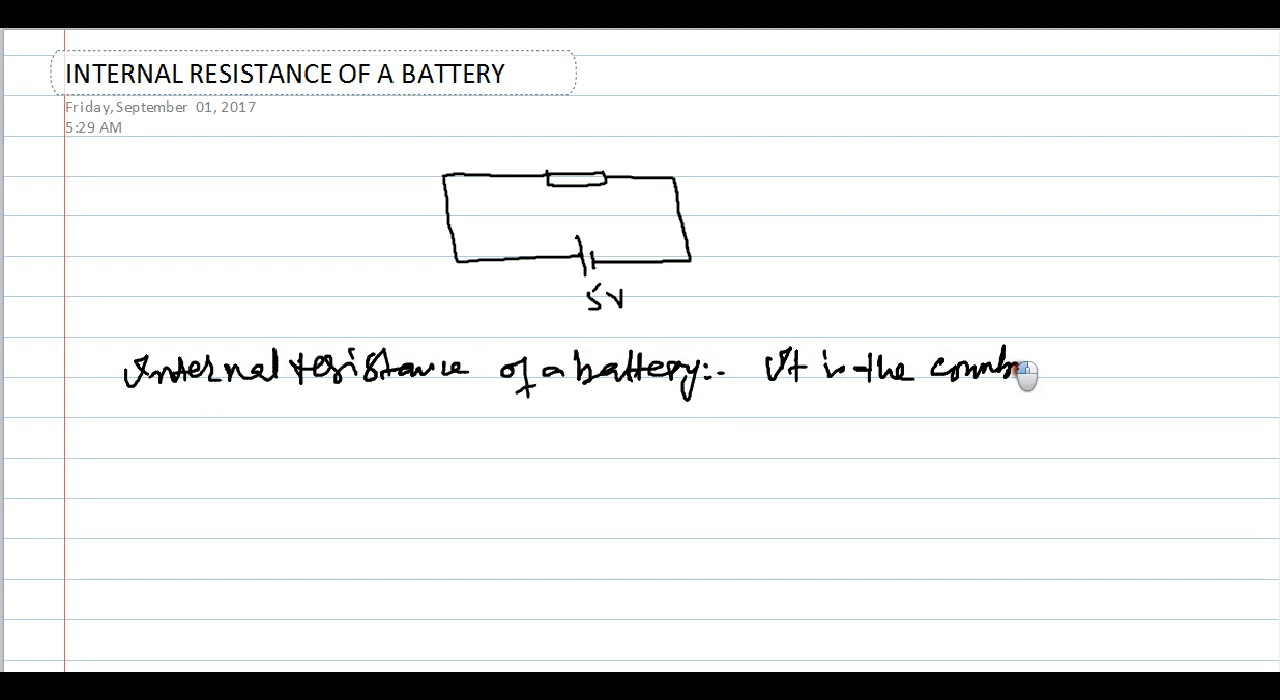 INTERNAL RESISTANCE OF A BATTERY
Friday, September 01, 2017
5:29 AM
5V
Internal resistance of a battery:- It is the